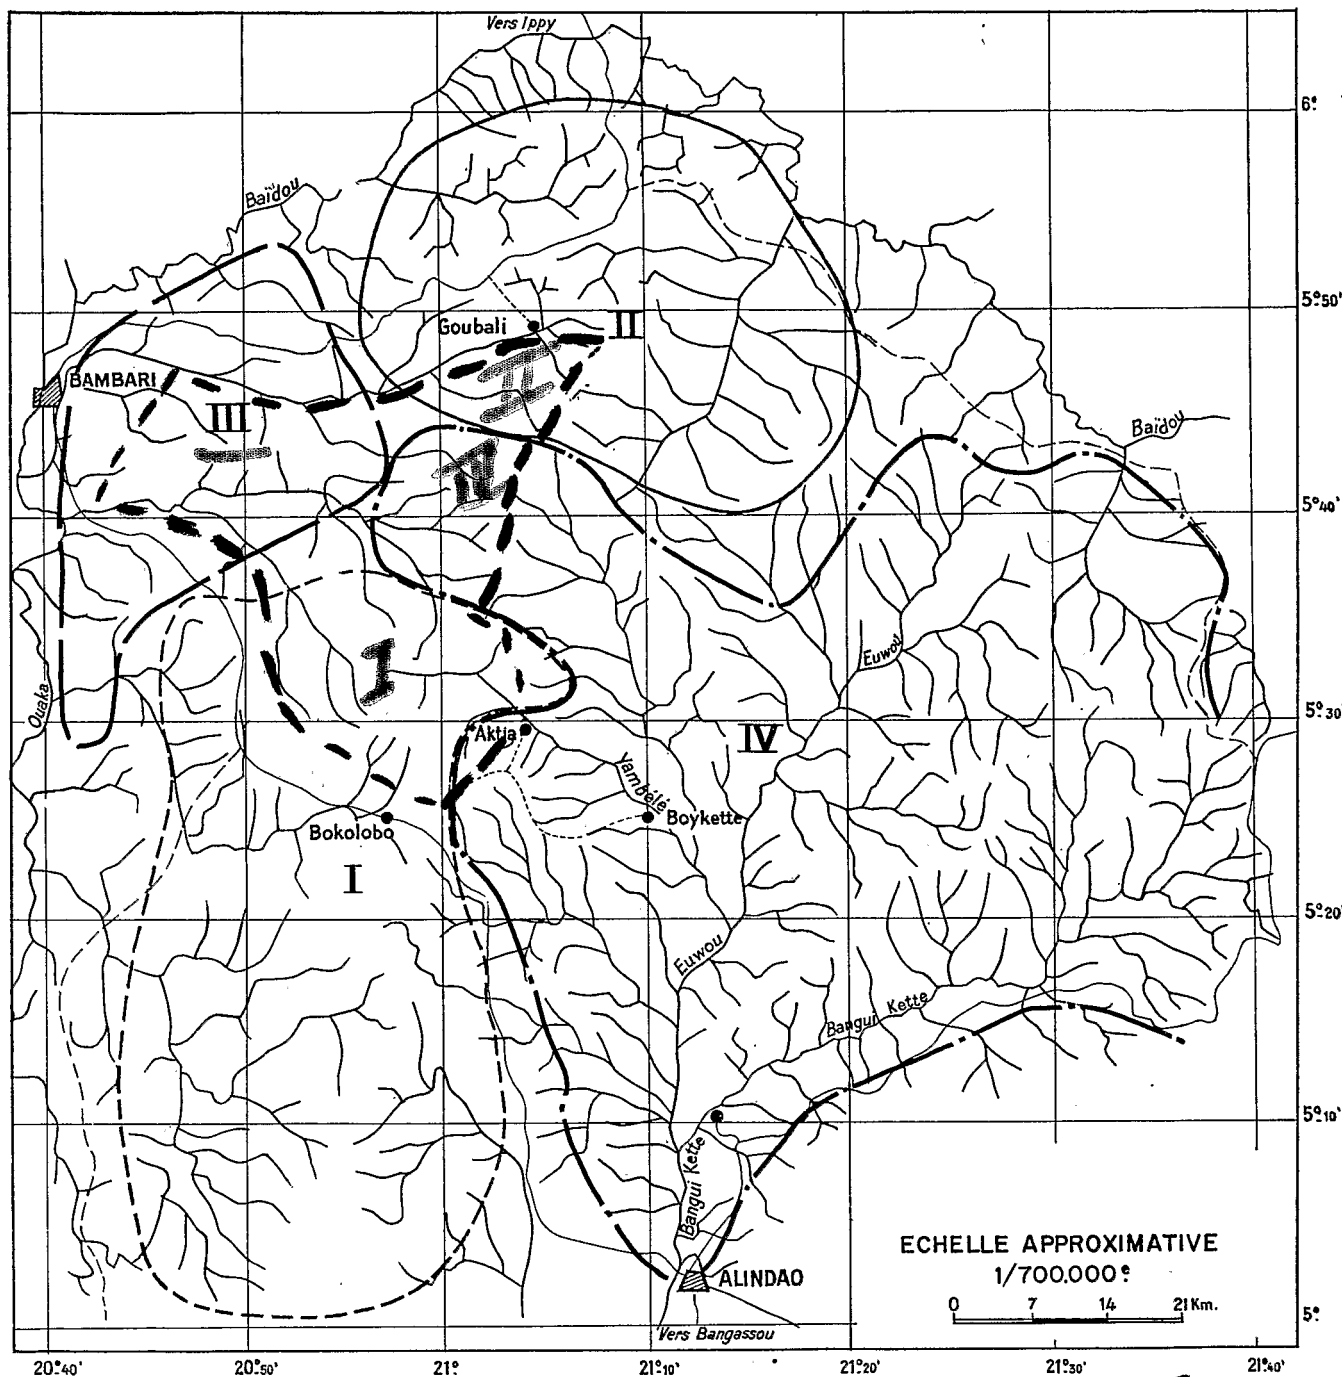 Vers Ippy
6°
Baïdou
5°50'
Goubali
II
II
BAMBARI
III
Baïdou
IV
5°40'
Euwou
I
Ouaka
5°30'
Aktia
IV
Yambélé
Boykette
Bokolobo
I
5°20'
Euwou
Bangui Kette
5°10'
Bangui Kette
ECHELLE APPROXIMATIVE
1/700.000e
0 7 14 21 Km.
ALINDAO
5°
Vers Bangassou
20°40' 20°50' 21° 21°10' 21°20' 21°30' 21°40'